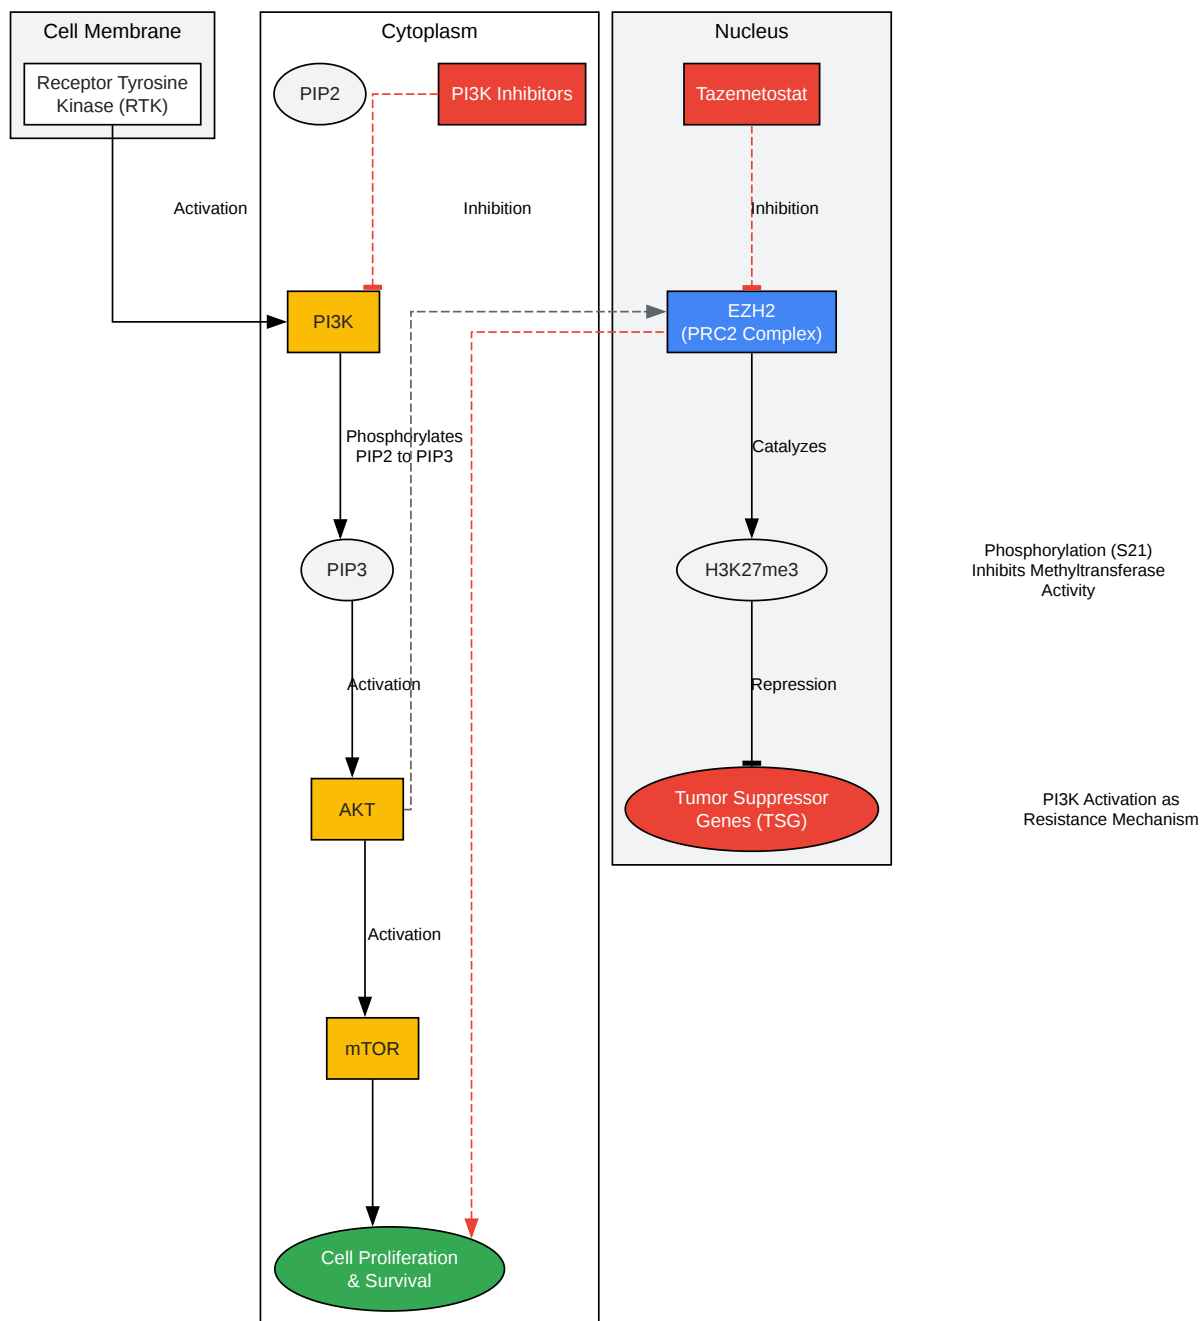 Cell Membrane
Cytoplasm
Nucleus
Receptor Tyrosine
Kinase (RTK)
PIP2
PI3K Inhibitors
Tazemetostat
Activation
Inhibition
Inhibition
PI3K
EZH2
(PRC2 Complex)
Phosphorylates
PIP2 to PIP3
Catalyzes
PIP3
H3K27me3
Phosphorylation (S21)
Inhibits Methyltransferase
Activity
Activation
Repression
AKT
Tumor Suppressor
Genes (TSG)
PI3K Activation as
Resistance Mechanism
Activation
mTOR
Cell Proliferation
& Survival